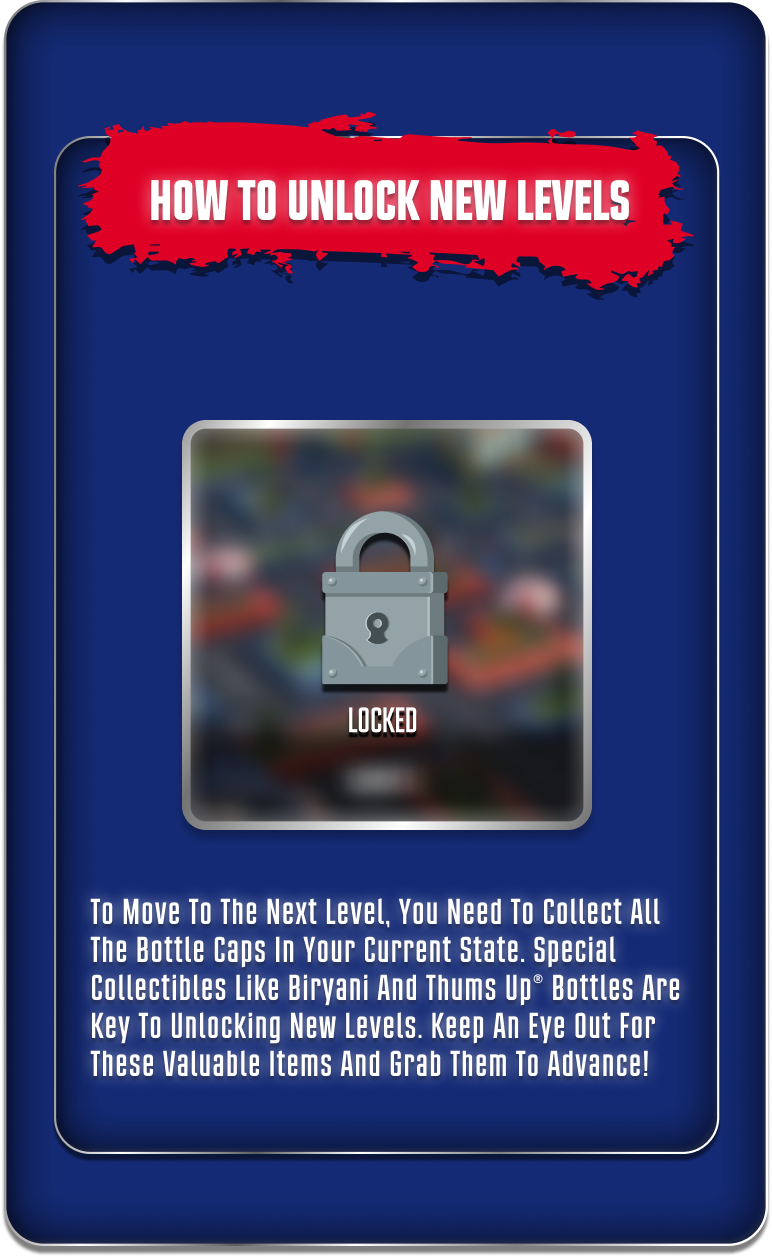 HOW TO UNLOCK NEW LEVELS
LOCKED
To Move To The Next Level, You Need To Collect All
The Bottle Caps In Your Current State. Special
Collectibles Like Biryani And Thums Up® Bottles Are
Key To Unlocking New Levels. Keep An Eye Out For
These Valuable Items And Grab Them To Advance!